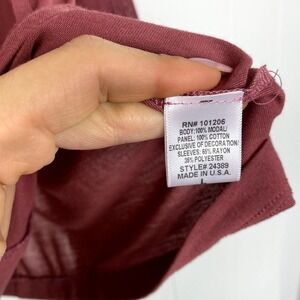 RN# 101206
BODY:100% MODAL/
PANEL: 100% COTTON
EXCLUSIVE OF DECORATION/
SLEEVES: 65% RAYON
35% POLYESTER
STYLE# 24389
MADE IN U.S.A.
L